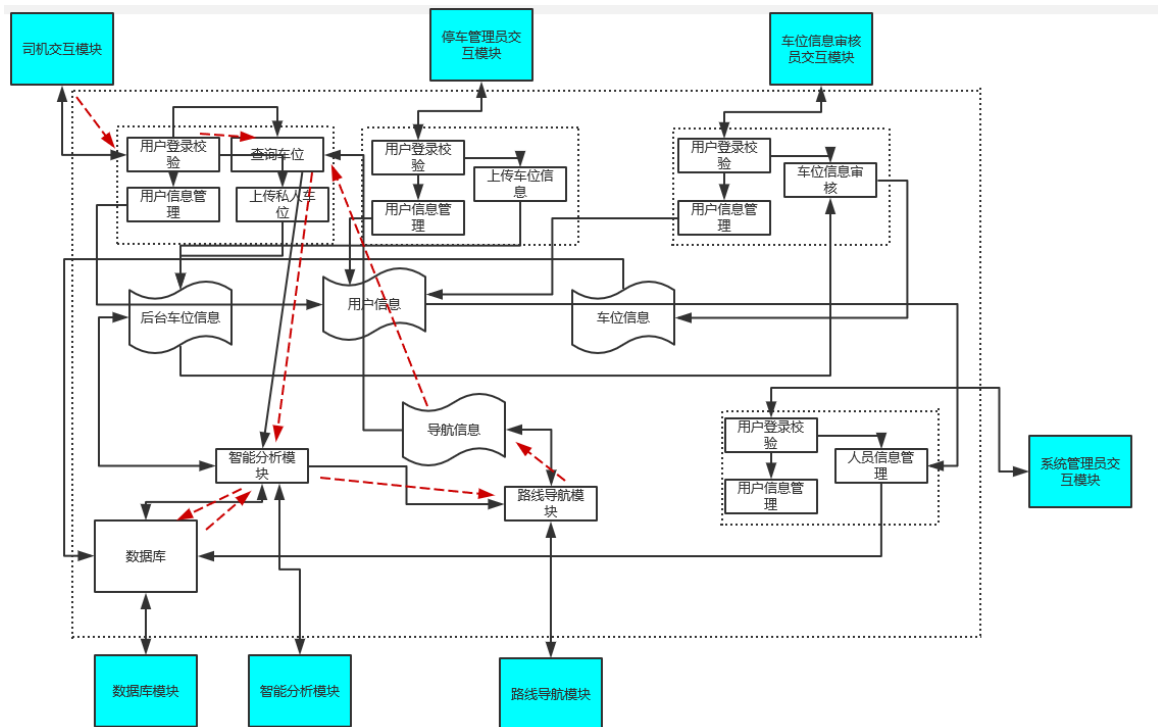 司机交互模块
停车管理员交
互模块
车位信息审核
员交互模块
用户登录校
验
查询车位
用户信息管
理
上传私人车
位
用户登录校
验
上传车位信
息
用户信息管
理
用户登录校
验
车位信息审
核
用户信息管
理
后台车位信息
用户信息
车位信息
导航信息
智能分析模
块
路线导航模
块
数据库
用户登录校
验
人员信息管
理
用户信息管
理
系统管理员交
互模块
数据库模块
智能分析模块
路线导航模块